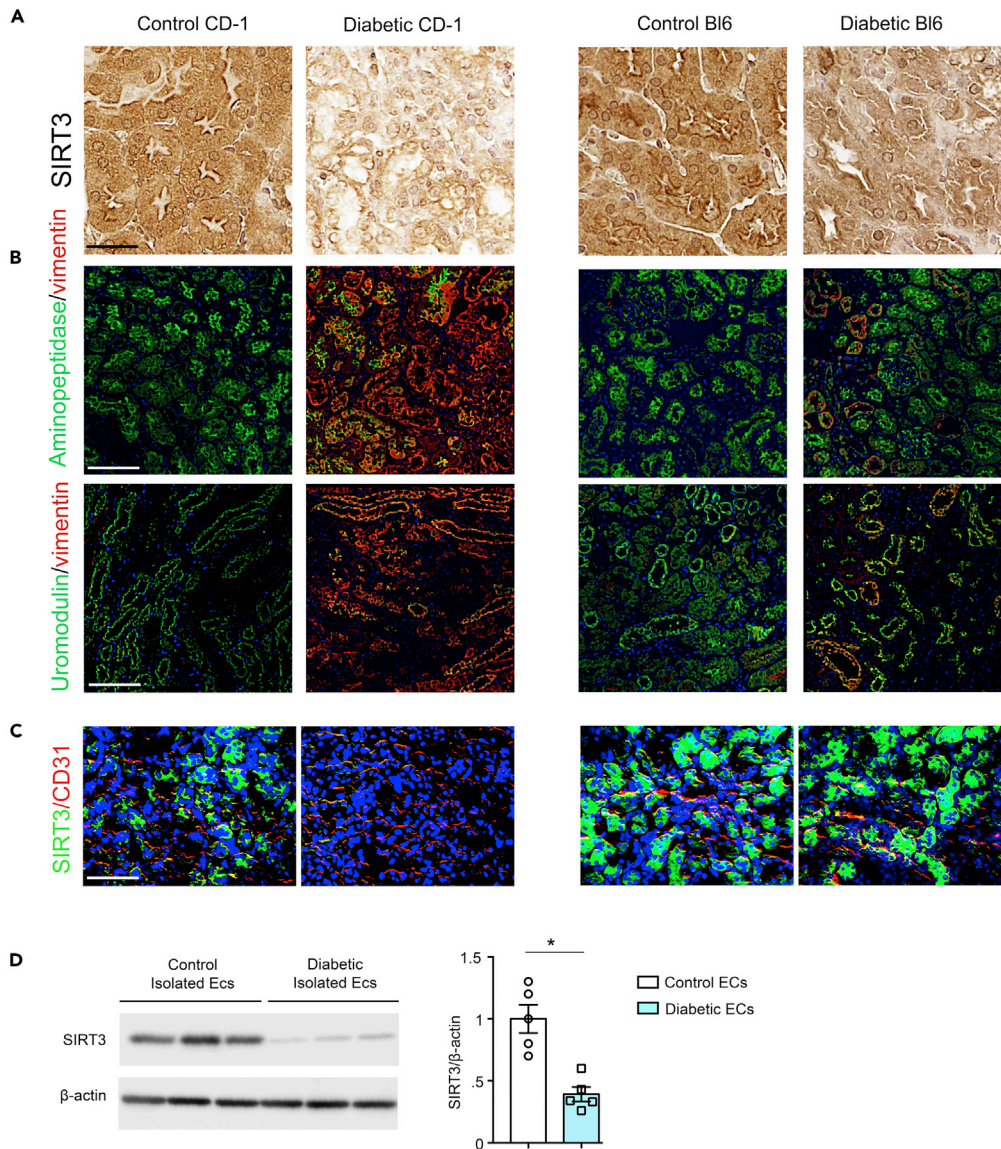 A
Control CD-1
Diabetic CD-1
Control Bl6
Diabetic Bl6
SIRT3
B
Aminopeptidase/vimentin
Uromodulin/vimentin
C
SIRT3/CD31
D
Control
Isolated Ecs
Diabetic
Isolated Ecs
SIRT3
β-actin
*
1.5
1
.5
0
SIRT3/β-actin
Control ECs
Diabetic ECs